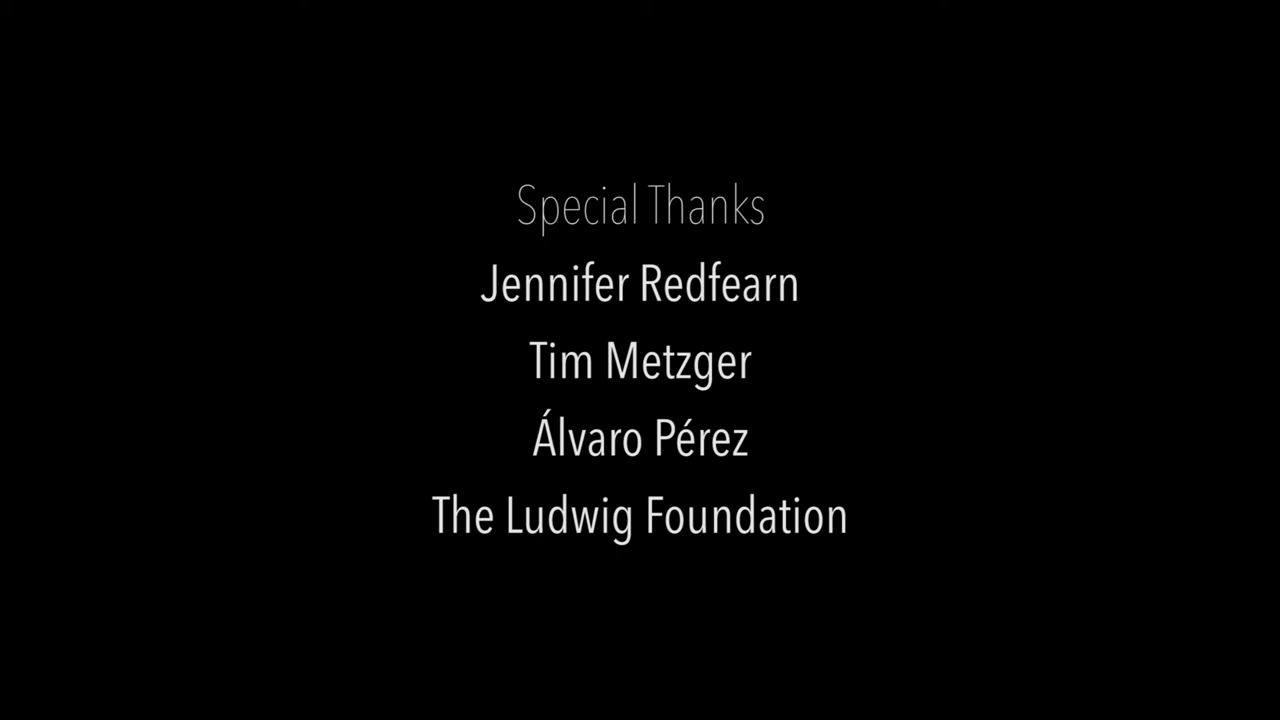 Special Thanks
Jennifer Redfearn
Tim Metzger
Álvaro Pérez
The Ludwig Foundation